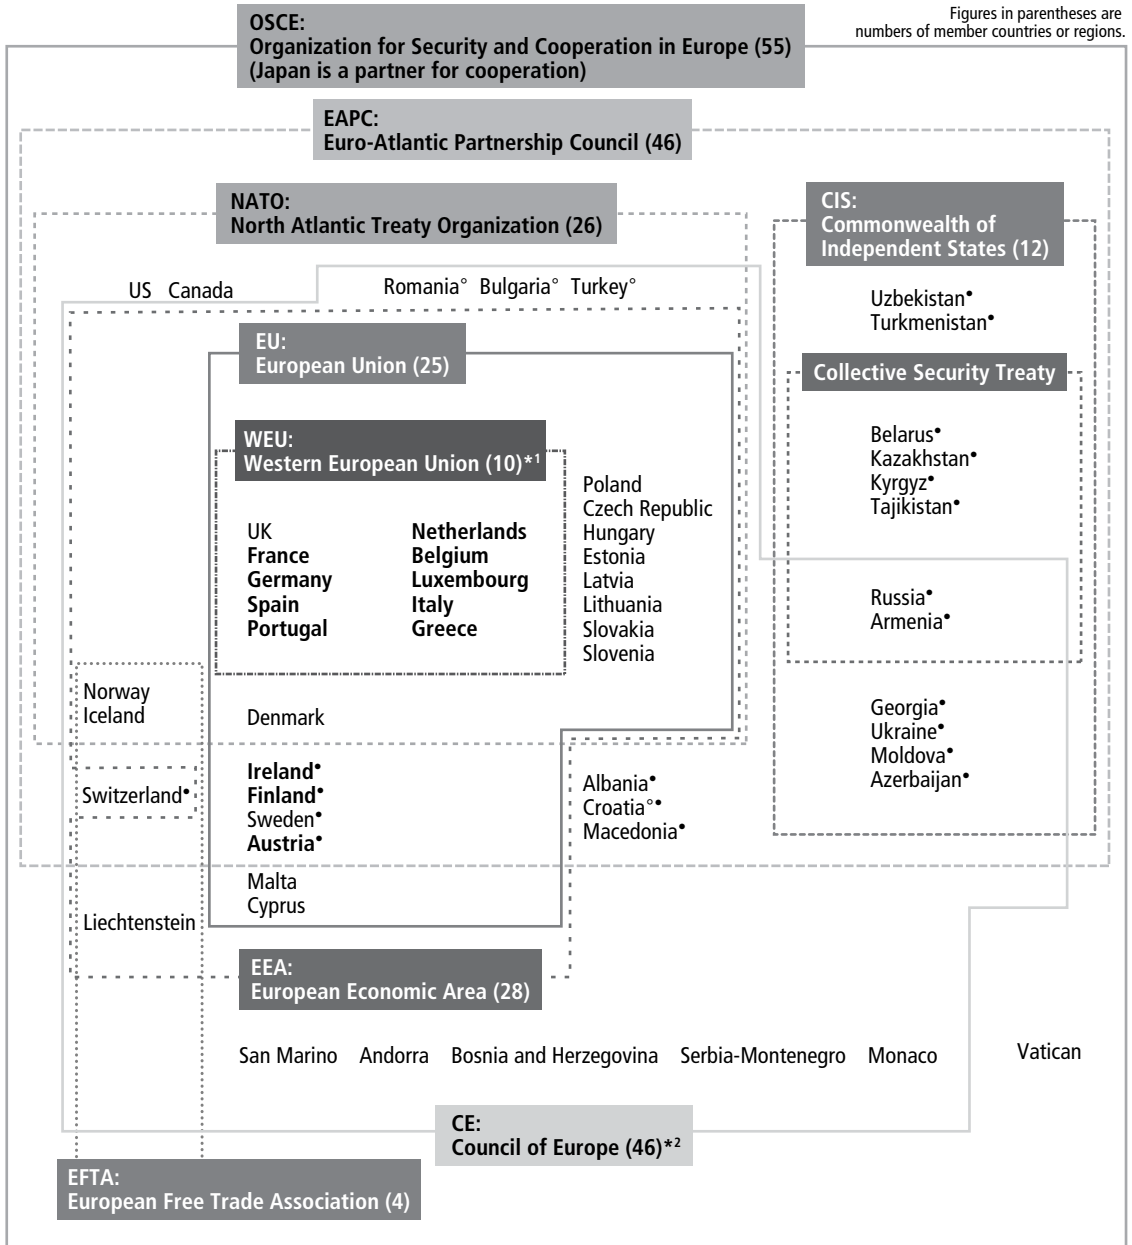 OSCE:
Organization for Security and Cooperation in Europe (55)
(Japan is a partner for cooperation)
Figures in parentheses are
numbers of member countries or regions.
EAPC:
Euro-Atlantic Partnership Council (46)
NATO:
North Atlantic Treaty Organization (26)
CIS:
Commonwealth of
Independent States (12)
US Canada
Romania° Bulgaria° Turkey°
Uzbekistan•
Turkmenistan•
EU:
European Union (25)
Collective Security Treaty
WEU:
Western European Union (10)*1
Belarus•
Kazakhstan•
Kyrgyz•
Tajikistan•
Poland
Czech Republic
Hungary
Estonia
Latvia
Lithuania
Slovakia
Slovenia
UK
France
Germany
Spain
Portugal
Netherlands
Belgium
Luxembourg
Italy
Greece
Russia•
Armenia•
Norway
Iceland
Denmark
Georgia•
Ukraine•
Moldova•
Azerbaijan•
Switzerland•
Ireland•
Finland•
Sweden•
Austria•
Albania•
Croatia°•
Macedonia•
Malta
Cyprus
Liechtenstein
EEA:
European Economic Area (28)
San Marino Andorra Bosnia and Herzegovina Serbia-Montenegro Monaco
Vatican
CE:
Council of Europe (46)*2
EFTA:
European Free Trade Association (4)